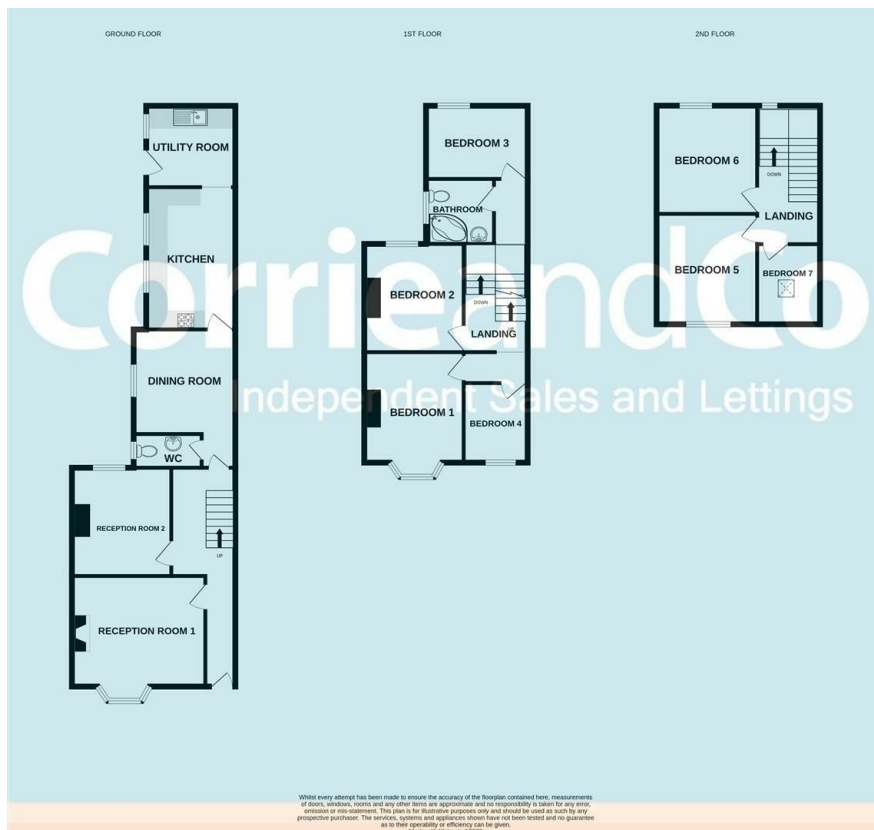 GROUND FLOOR
1ST FLOOR
2ND FLOOR
UTILITY ROOM
KITCHEN
DINING ROOM
WC
RECEPTION ROOM 2
UP
RECEPTION ROOM 1
BEDROOM 3
BATHROOM
BEDROOM 2
DOWN
UP
LANDING
BEDROOM 1
BEDROOM 4
BEDROOM 6
DOWN
LANDING
BEDROOM 5
BEDROOM 7
CorrieandCo
Independent Sales and Lettings
Whilst every attempt has been made to ensure the accuracy of the floorplan contained here, measurements
of doors, windows, rooms and any other items are approximate and no responsibility is taken for any error,
omission or mis-statement. This plan is for illustrative purposes only and should be used as such by any
prospective purchaser. The services, systems and appliances shown have not been tested and no guarantee
as to their operability or efficiency can be given.